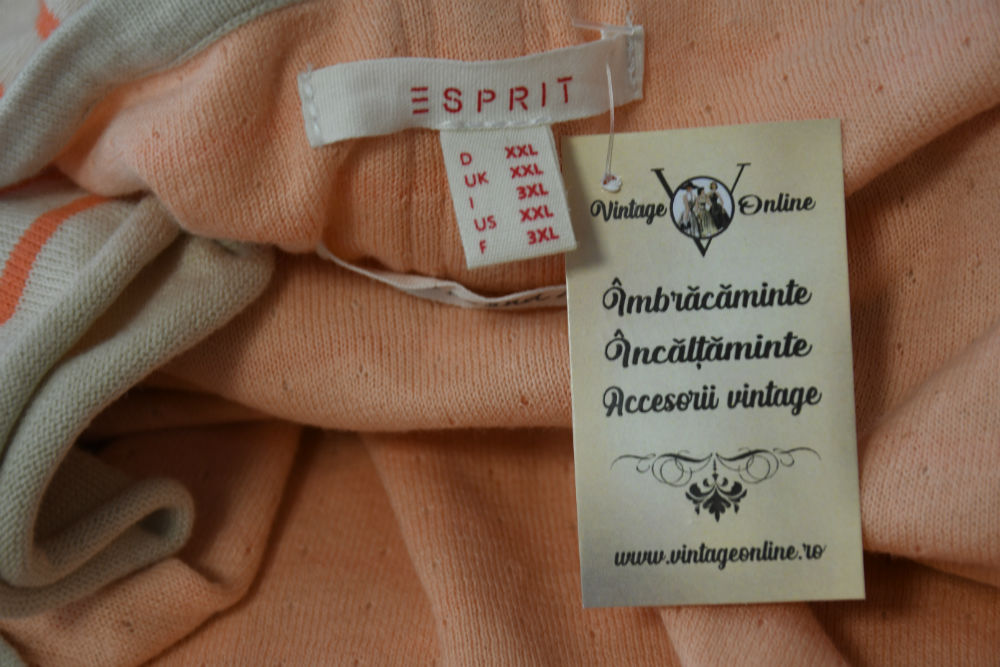 ESPRIT
D XXL
UK XXL
I 3XL
US XXL
F 3XL
Vintage Online
Îmbrăcăminte
Încălțăminte
Accesorii vintage
www.vintageonline.ro